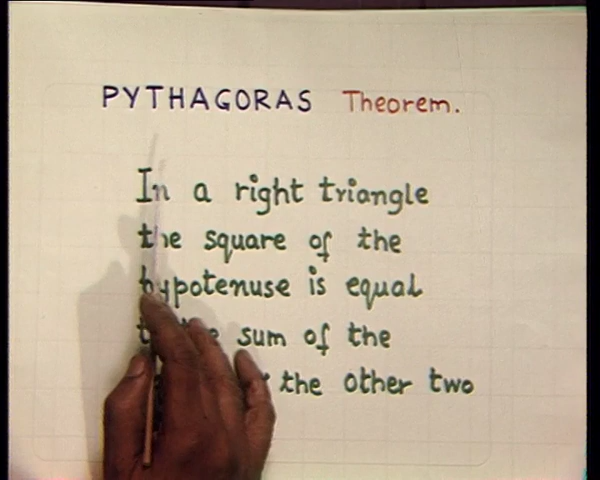 PYTHAGORAS Theorem.
In a right triangle
the square of the
hypotenuse is equal
sum of the
the other two